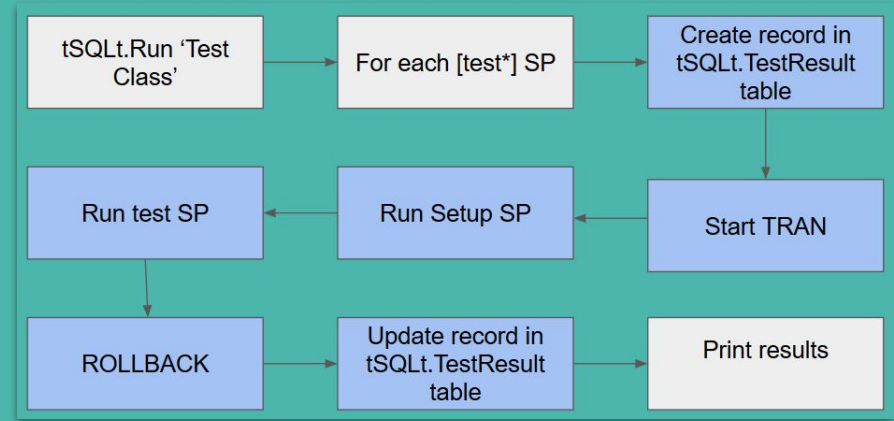 tSQLt.Run ‘Test
Class’
For each [test*] SP
Create record in
tSQLt.TestResult
table
Run test SP
Run Setup SP
Start TRAN
ROLLBACK
Update record in
tSQLt.TestResult
table
Print results